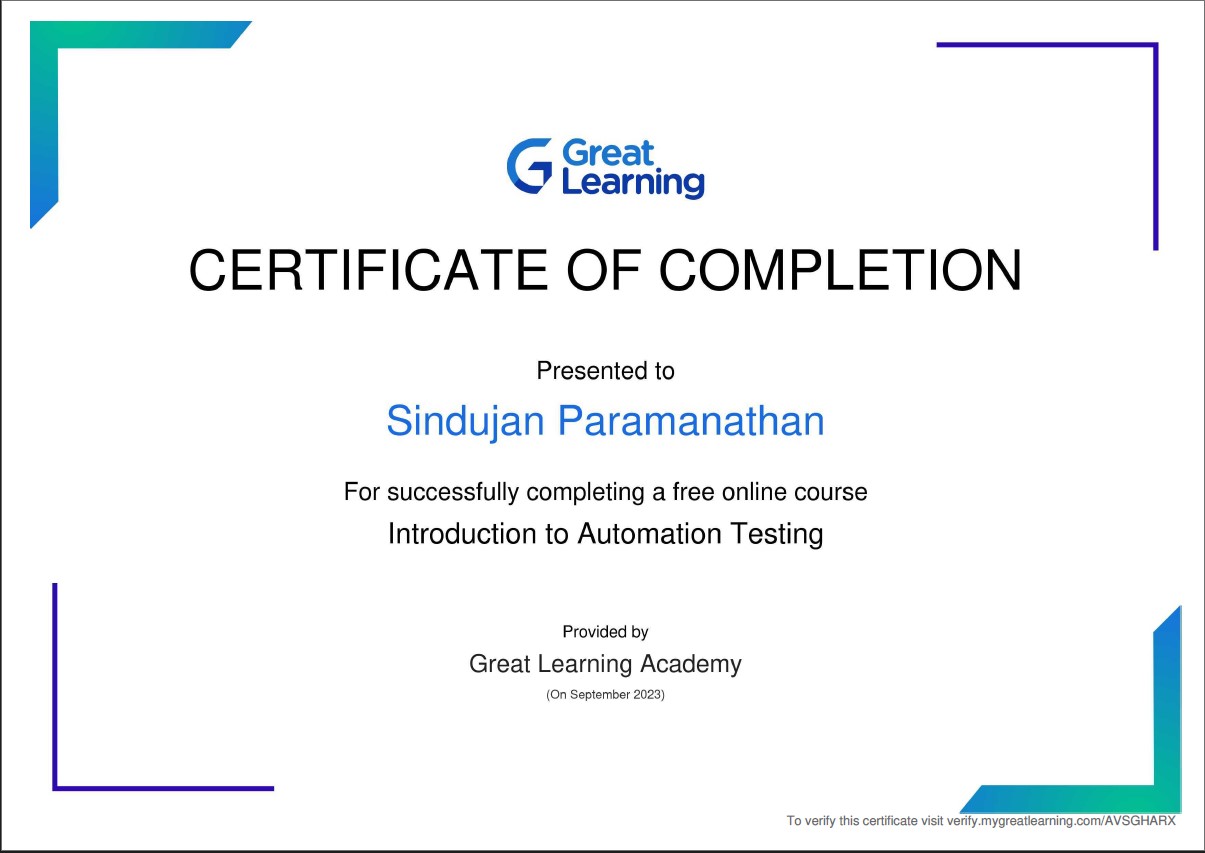 Great
Learning
CERTIFICATE OF COMPLETION
Presented to
Sindujan Paramanathan
For successfully completing a free online course
Introduction to Automation Testing
Provided by
Great Learning Academy
(On September 2023)
To verify this certificate visit verify.mygreatlearning.com/AVSGHARX